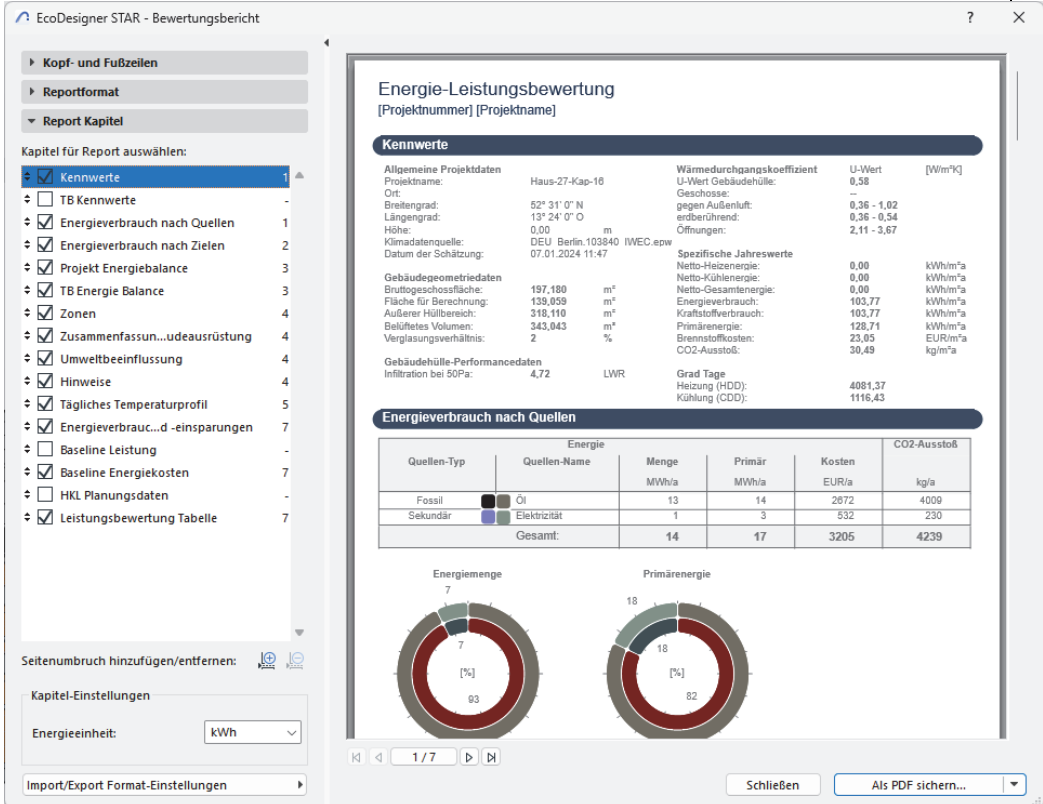 EcoDesigner STAR - Bewertungsbericht
?
Kopf- und Fußzeilen
Reportformat
Report Kapitel
Kapitel für Report auswählen:
Kennwerte 1
TB Kennwerte -
Energieverbrauch nach Quellen 1
Energieverbrauch nach Zielen 2
Projekt Energiebalance 3
TB Energie Balance 3
Zonen 4
Zusammenfassun...udeausrüstung 4
Umweltbeeinflussung 4
Hinweise 4
Tägliches Temperaturprofil 5
Energieverbrauc...d -einsparungen 7
Baseline Leistung -
Baseline Energiekosten 7
HKL Planungsdaten -
Leistungsbewertung Tabelle 7
Seitenumbruch hinzufügen/entfernen:
Kapitel-Einstellungen
Energieeinheit: kWh
Import/Export Format-Einstellungen
Energie-Leistungsbewertung
[Projektnummer] [Projektname]
Kennwerte
Allgemeine Projektdaten
Projektname: Haus-27-Kap-16
Ort:
Breitengrad: 52° 31' 0" N
Längengrad: 13° 24' 0" O
Höhe: 0,00 m
Klimadatenquelle: DEU Berlin.103840 IWEC.epw
Datum der Schätzung: 07.01.2024 11:47
Gebäudegeometriedaten
Bruttogeschossfläche: 197,180 m²
Fläche für Berechnung: 139,059 m²
Äußerer Hüllbereich: 318,110 m²
Belüftetes Volumen: 343,043 m³
Verglasungsverhältnis: 2 %
Gebäudehülle-Performancedaten
Infiltration bei 50Pa: 4,72 LWR
Wärmedurchgangskoeffizient U-Wert [W/m²K]
U-Wert Gebäudehülle: 0,58
Geschosse: --
gegen Außenluft: 0,36 - 1,02
erdberührend: 0,36 - 0,54
Öffnungen: 2,11 - 3,67
Spezifische Jahreswerte
Netto-Heizenergie: 0,00 kWh/m²a
Netto-Kühlenergie: 0,00 kWh/m²a
Netto-Gesamtenergie: 0,00 kWh/m²a
Energieverbrauch: 103,77 kWh/m²a
Kraftstoffverbrauch: 103,77 kWh/m²a
Primärenergie: 128,71 kWh/m²a
Brennstoffkosten: 23,05 EUR/m²a
CO2-Ausstoß: 30,49 kg/m²a
Grad Tage
Heizung (HDD): 4081,37
Kühlung (CDD): 1116,43
Energieverbrauch nach Quellen
Energie CO2-Ausstoß
Quellen-Typ Quellen-Name Menge Primär Kosten
MWh/a MWh/a EUR/a kg/a
Fossil Öl 13 14 2672 4009
Sekundär Elektrizität 1 3 532 230
Gesamt: 14 17 3205 4239
Energiemenge
7
7
[%]
93
Primärenergie
18
18
[%]
82
1 / 7
Schließen
Als PDF sichern...